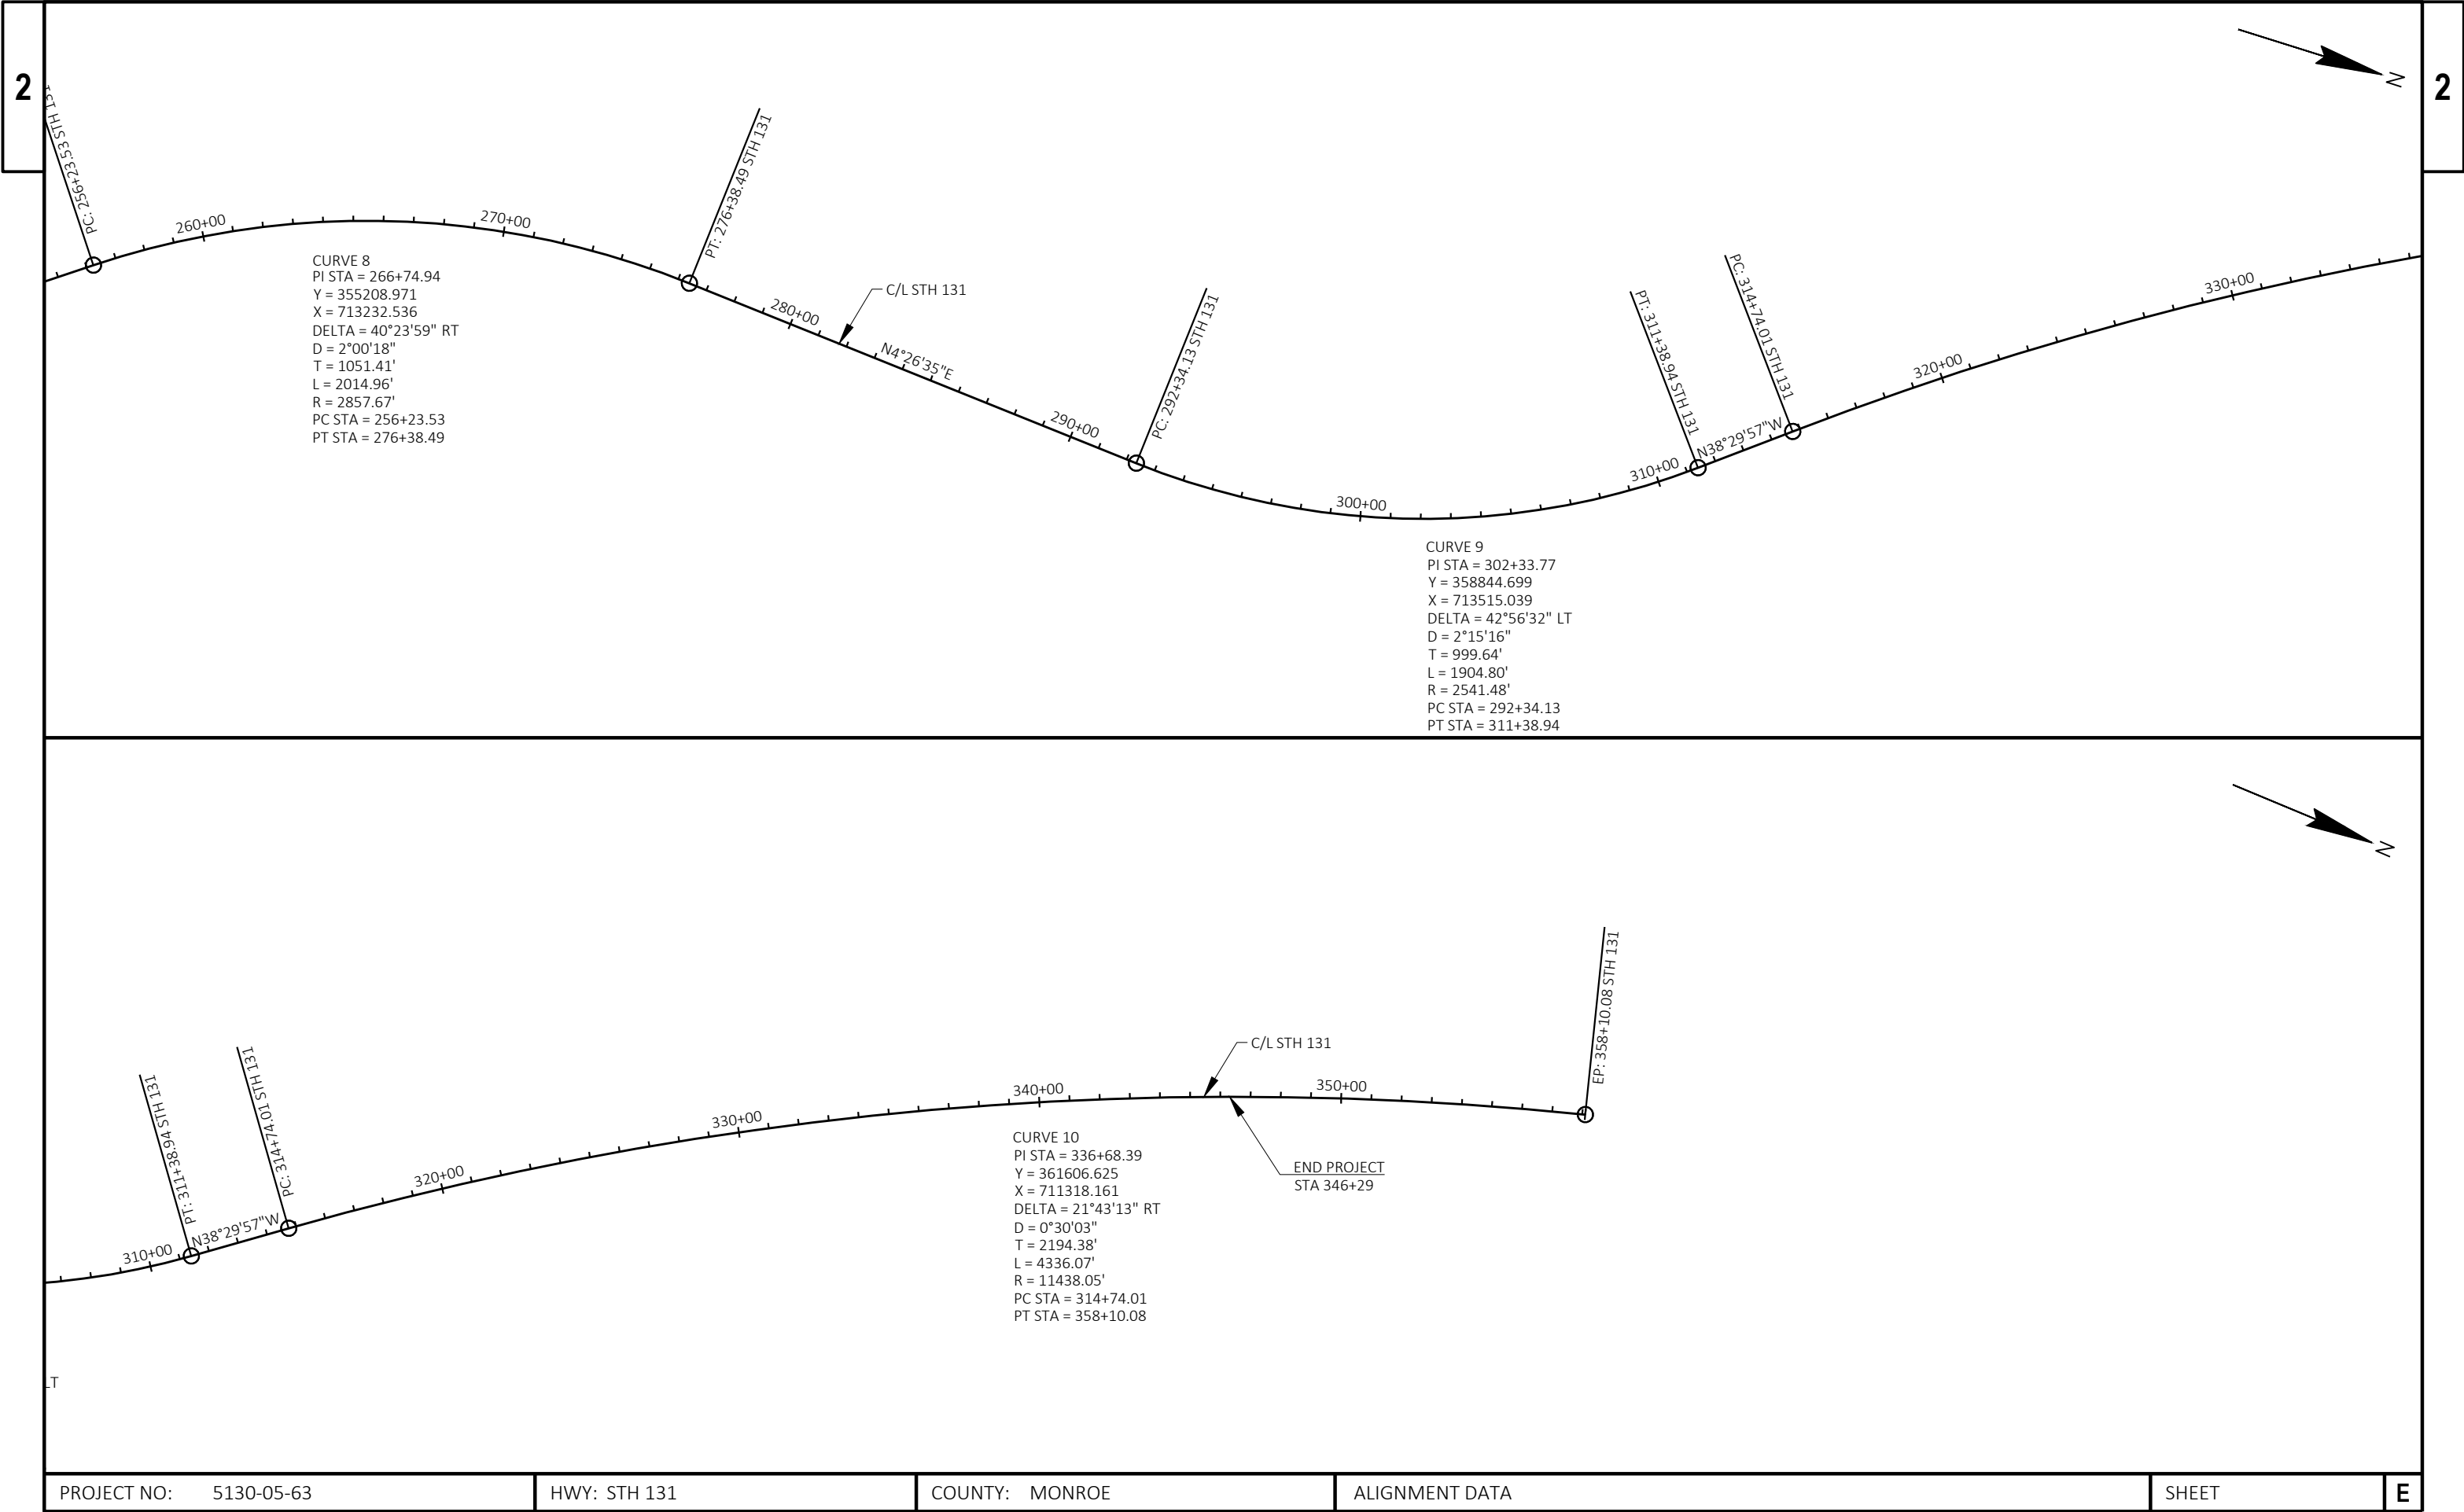 2
2
N
PC: 256+23.53 STH 131
260+00
270+00
PT: 276+38.49 STH 131
280+00
C/L STH 131
N4°26'35"E
290+00
PC: 292+34.13 STH 131
300+00
310+00
PT: 311+38.94 STH 131
N38°29'57"W
PC: 314+74.01 STH 131
320+00
330+00
CURVE 8
PI STA = 266+74.94
Y = 355208.971
X = 713232.536
DELTA = 40°23'59" RT
D = 2°00'18"
T = 1051.41'
L = 2014.96'
R = 2857.67'
PC STA = 256+23.53
PT STA = 276+38.49
CURVE 9
PI STA = 302+33.77
Y = 358844.699
X = 713515.039
DELTA = 42°56'32" LT
D = 2°15'16"
T = 999.64'
L = 1904.80'
R = 2541.48'
PC STA = 292+34.13
PT STA = 311+38.94
N
310+00
PT: 311+38.94 STH 131
N38°29'57"W
PC: 314+74.01 STH 131
320+00
330+00
340+00
C/L STH 131
350+00
EP: 358+10.08 STH 131
END PROJECT
STA 346+29
CURVE 10
PI STA = 336+68.39
Y = 361606.625
X = 711318.161
DELTA = 21°43'13" RT
D = 0°30'03"
T = 2194.38'
L = 4336.07'
R = 11438.05'
PC STA = 314+74.01
PT STA = 358+10.08
LT
PROJECT NO: 5130-05-63
HWY: STH 131
COUNTY: MONROE
ALIGNMENT DATA
SHEET
E